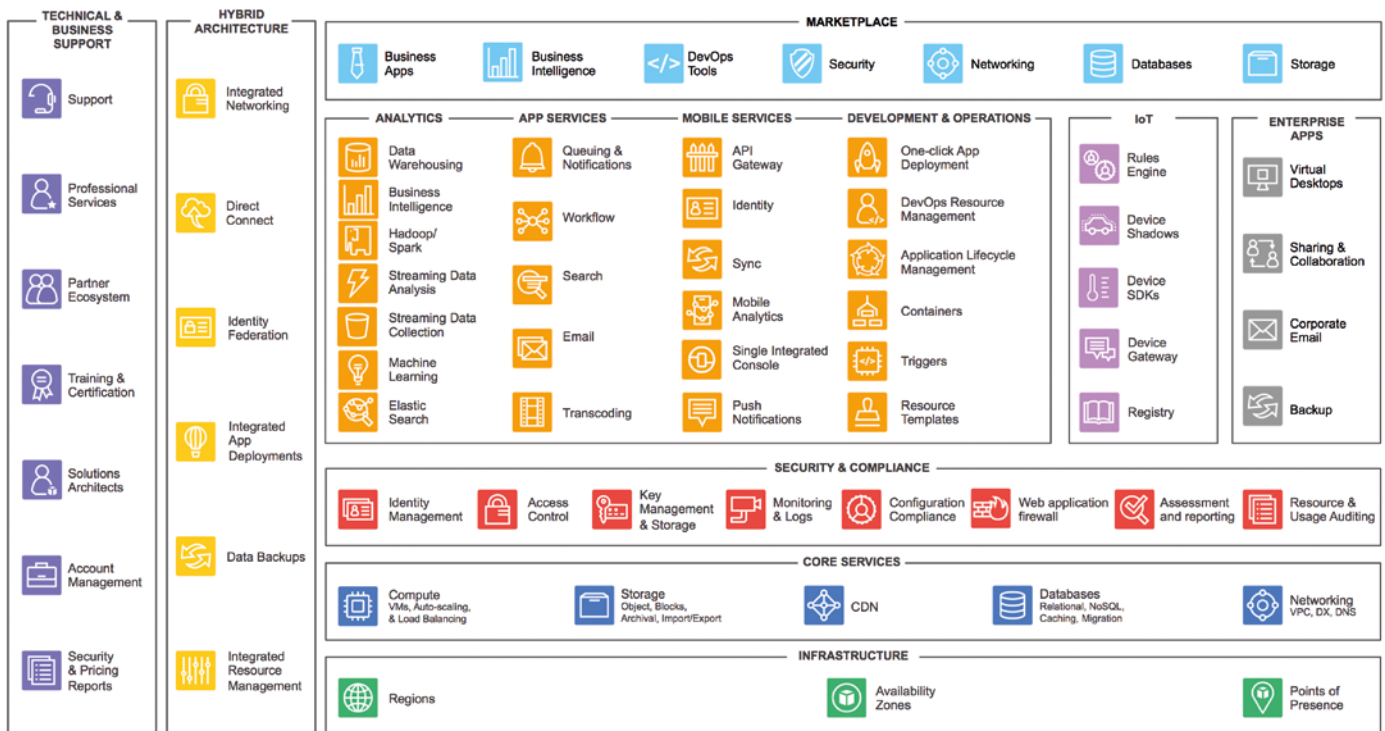 TECHNICAL &
BUSINESS
SUPPORT
Support
Professional
Services
Partner
Ecosystem
Training &
Certification
Solutions
Architects
Account
Management
Security
& Pricing
Reports
HYBRID
ARCHITECTURE
Integrated
Networking
Direct
Connect
Identity
Federation
Integrated
App
Deployments
Data Backups
Integrated
Resource
Management
MARKETPLACE
Business
Apps
Business
Intelligence
</>
DevOps
Tools
Security
Networking
Databases
Storage
ANALYTICS
Data
Warehousing
Business
Intelligence
Hadoop/
Spark
Streaming Data
Analysis
Streaming Data
Collection
Machine
Learning
Elastic
Search
APP SERVICES
Queuing &
Notifications
Workflow
Search
Email
Transcoding
MOBILE SERVICES
API
Gateway
Identity
Sync
Mobile
Analytics
Single Integrated
Console
Push
Notifications
DEVELOPMENT & OPERATIONS
One-click App
Deployment
DevOps Resource
Management
</>
Application Lifecycle
Management
Containers
Triggers
</>
Resource
Templates
IoT
Rules
Engine
Device
Shadows
Device
SDKs
Device
Gateway
Registry
ENTERPRISE
APPS
Virtual
Desktops
Sharing &
Collaboration
Corporate
Email
Backup
SECURITY & COMPLIANCE
Identity
Management
Access
Control
Key
Management
& Storage
Monitoring
& Logs
Configuration
Compliance
Web application
firewall
Assessment
and reporting
Resource &
Usage Auditing
CORE SERVICES
Compute
VMs, Auto-scaling,
& Load Balancing
Storage
Object, Blocks,
Archival, Import/Export
CDN
Databases
Relational, NoSQL,
Caching, Migration
Networking
VPC, DX, DNS
INFRASTRUCTURE
Regions
Availability
Zones
Points of
Presence